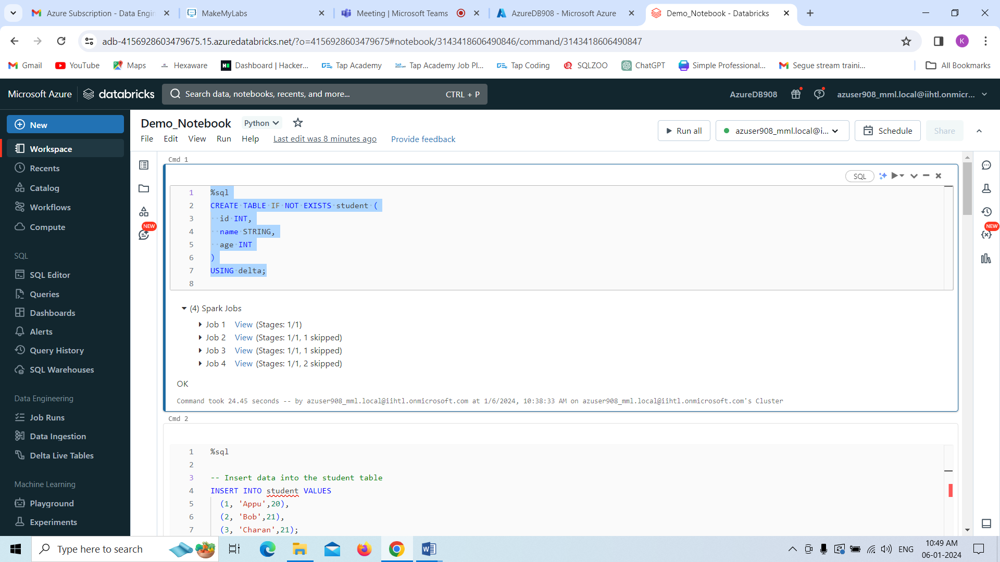 Azure Subscription - Data Engin
MakeMyLabs
Meeting | Microsoft Teams
AzureDB908 - Microsoft Azure
Demo_Notebook - Databricks
adb-4156928603479675.15.azuredatabricks.net/?o=4156928603479675#notebook/3143418606490846/command/3143418606490847
K
Gmail
YouTube
Maps
Hexaware
Dashboard | Hacker...
Tap Academy
Tap Academy Job Pl...
Tap Coding
SQLZOO
ChatGPT
Simple Professional...
Segue stream traini...
All Bookmarks
Microsoft Azure
databricks
Search data, notebooks, recents, and more...
CTRL + P
AzureDB908
azuser908_mml.local@iihtl.onmicr...
New
Workspace
Recents
Catalog
Workflows
Compute
SQL
SQL Editor
Queries
Dashboards
Alerts
Query History
SQL Warehouses
Data Engineering
Job Runs
Data Ingestion
Delta Live Tables
Machine Learning
Playground
Experiments
Demo_Notebook
Python
File Edit View Run Help
Last edit was 8 minutes ago
Provide feedback
Run all
azuser908_mml.local@i...
Schedule
Share
NEW
NEW
Cmd 1
SQL
1 %sql
2 CREATE TABLE IF NOT EXISTS student (
3 id INT,
4 name STRING,
5 age INT
6 )
7 USING delta;
8
(4) Spark Jobs
Job 1 View (Stages: 1/1)
Job 2 View (Stages: 1/1, 1 skipped)
Job 3 View (Stages: 1/1, 1 skipped)
Job 4 View (Stages: 1/1, 2 skipped)
OK
Command took 24.45 seconds -- by azuser908_mml.local@iihtl.onmicrosoft.com at 1/6/2024, 10:38:33 AM on azuser908_mml.local@iihtl.onmicrosoft.com's Cluster
Cmd 2
1 %sql
2
3 -- Insert data into the student table
4 INSERT INTO student VALUES
5 (1, 'Appu',20),
6 (2, 'Bob',21),
7 (3, 'Charan',21);
Type here to search
ENG
10:49 AM
06-01-2024